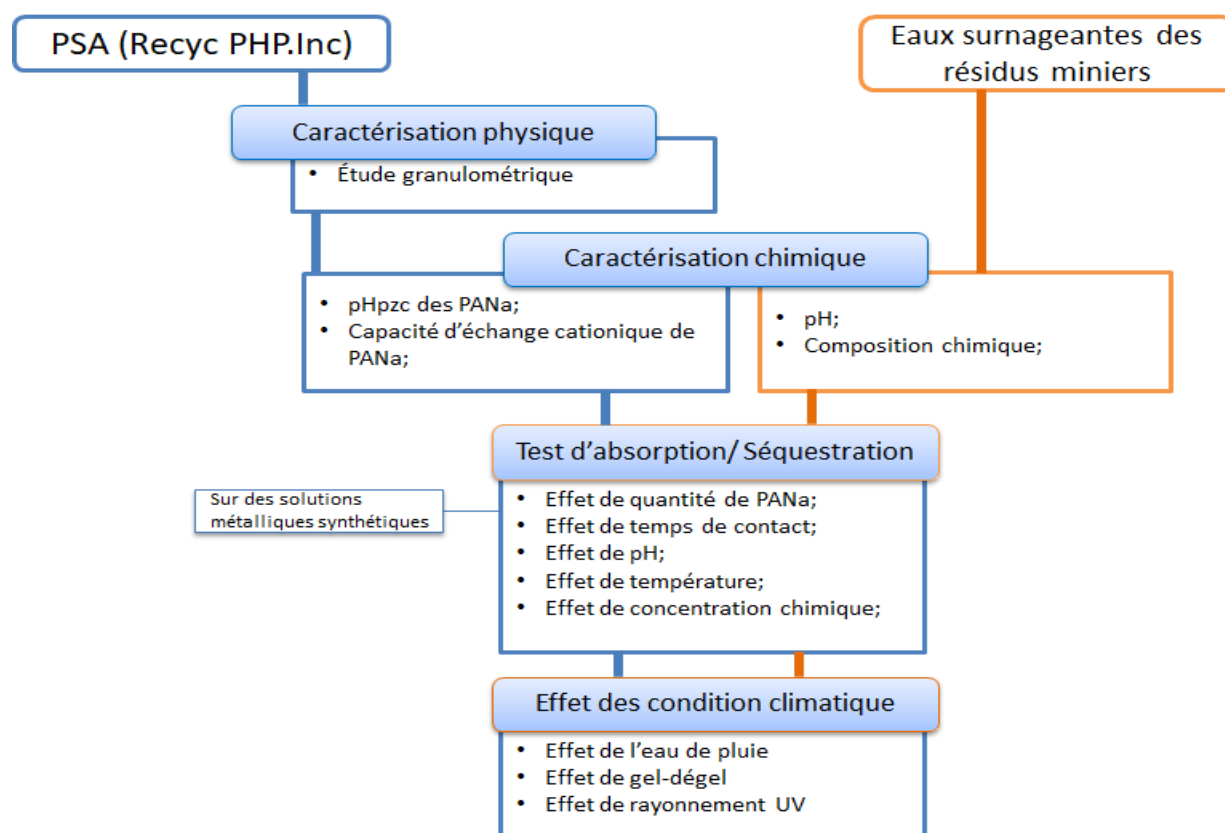 PSA (Recyc PHP.Inc)
Eaux surnageantes des
résidus miniers
Caractérisation physique
• Étude granulométrique
Caractérisation chimique
• pHpzc des PANa;
• Capacité d’échange cationique de
PANa;
• pH;
• Composition chimique;
Test d’absorption/ Séquestration
Sur des solutions
métalliques synthétiques
• Effet de quantité de PANa;
• Effet de temps de contact;
• Effet de pH;
• Effet de température;
• Effet de concentration chimique;
Effet des condition climatique
• Effet de l’eau de pluie
• Effet de gel-dégel
• Effet de rayonnement UV